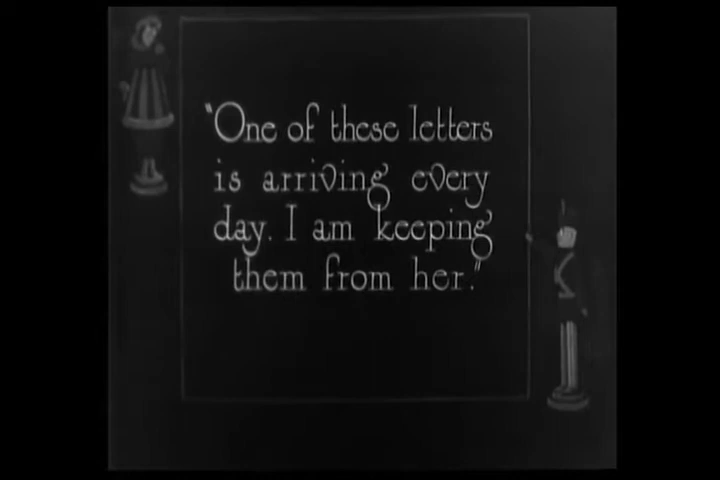 "One of these letters
is arriving every
day. I am keeping
them from her."